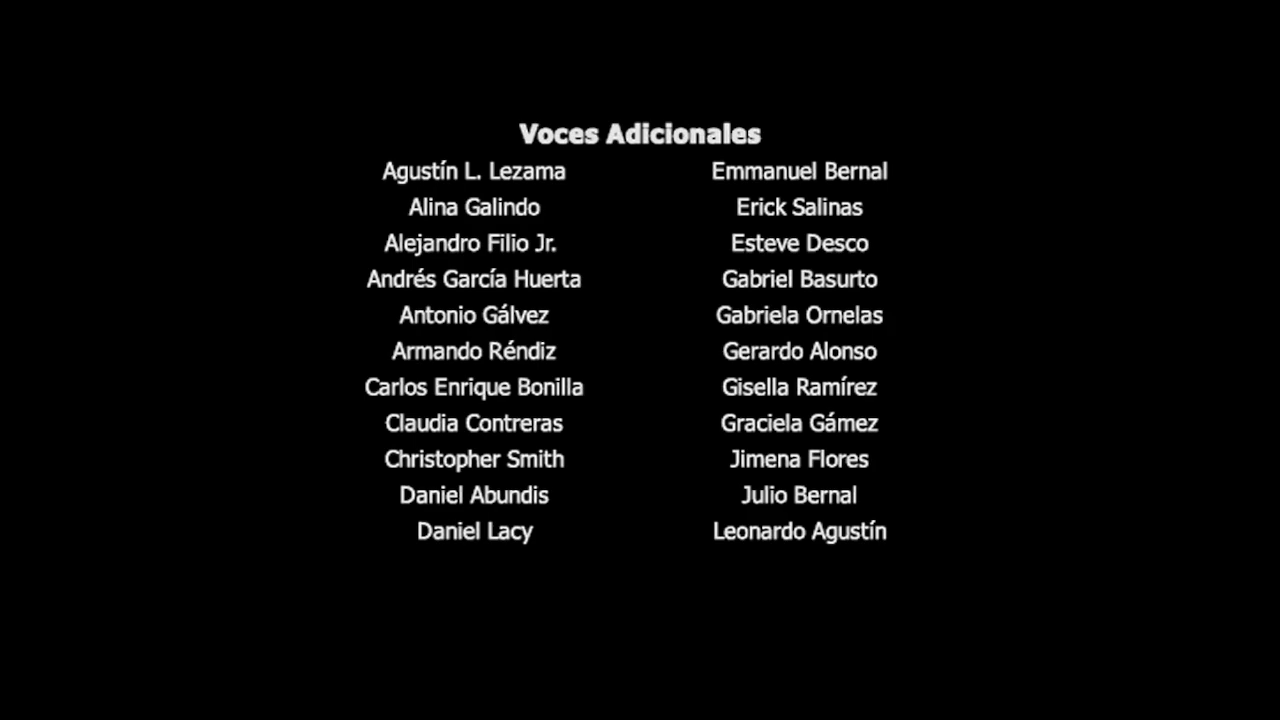 Voces Adicionales
Agustín L. Lezama
Alina Galindo
Alejandro Filio Jr.
Andrés García Huerta
Antonio Gálvez
Armando Réndiz
Carlos Enrique Bonilla
Claudia Contreras
Christopher Smith
Daniel Abundis
Daniel Lacy
Emmanuel Bernal
Erick Salinas
Esteve Desco
Gabriel Basurto
Gabriela Ornelas
Gerardo Alonso
Gisella Ramírez
Graciela Gámez
Jimena Flores
Julio Bernal
Leonardo Agustín